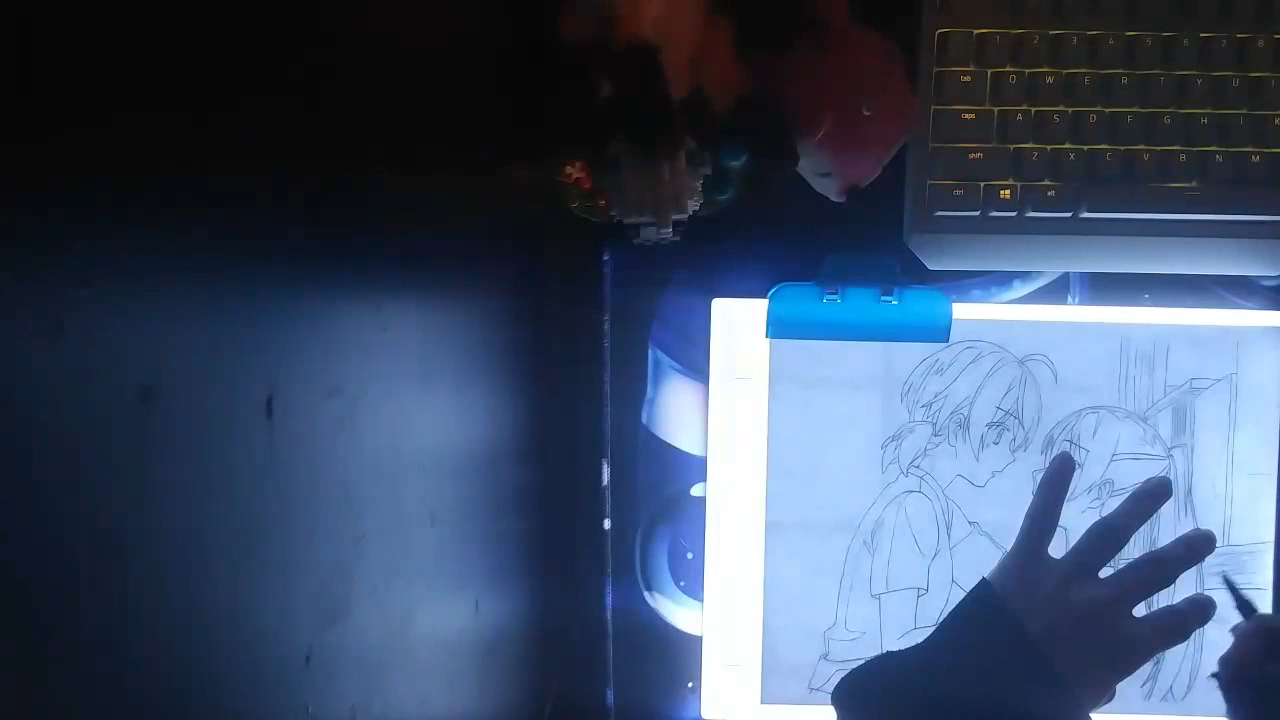 1 2 3 4 5 6 7 8
tab Q W E R T Y U I
caps A S D F G H J K
shift Z X C V B N M
ctrl alt